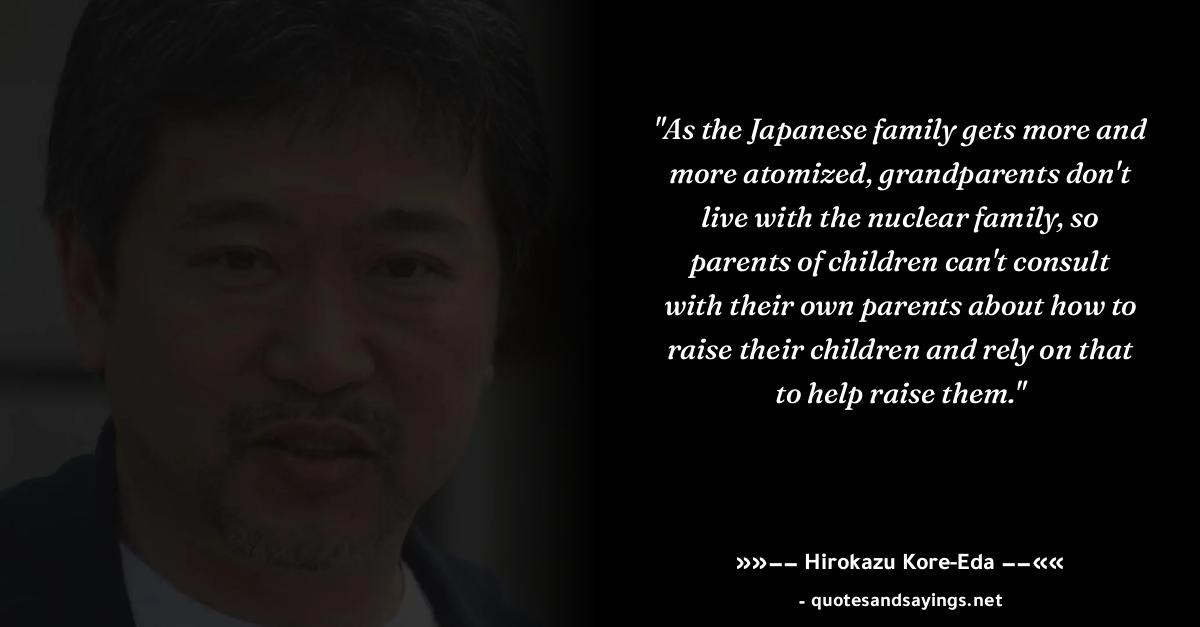 "As the Japanese family gets more and
more atomized, grandparents don't
live with the nuclear family, so
parents of children can't consult
with their own parents about how to
raise their children and rely on that
to help raise them."
»»–– Hirokazu Kore-Eda ––««
- quotesandsayings.net